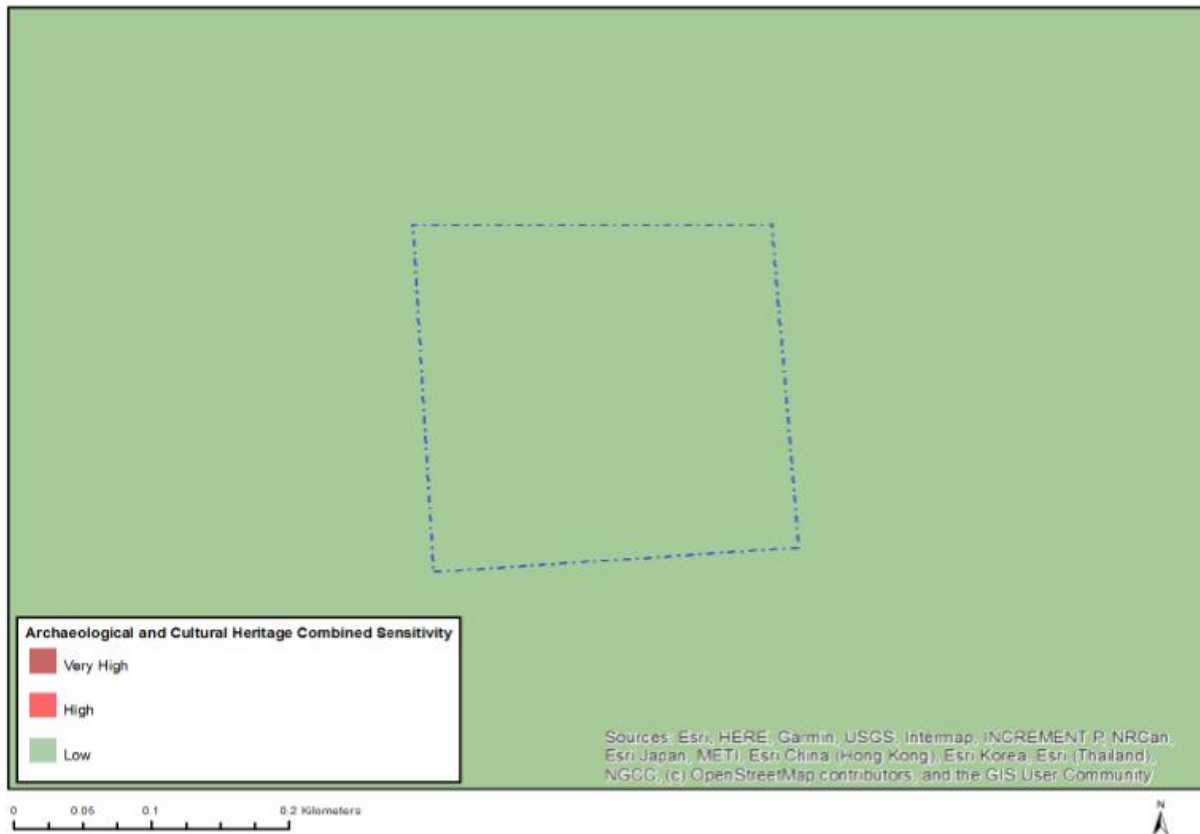 Archaeological and Cultural Heritage Combined Sensitivity
Very High
High
Low
Sources: Esri, HERE, Garmin, USGS, Intermap, INCREMENT P, NRCan,
Esri Japan, METI, Esri China (Hong Kong), Esri Korea, Esri (Thailand),
NGCC, (c) OpenStreetMap contributors, and the GIS User Community
0 0.05 0.1 0.2 Kilometers
N